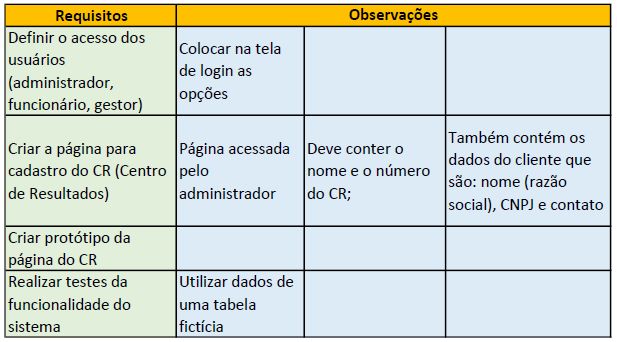 Requisitos
Observações
Definir o acesso dos
usuários
(administrador,
funcionário, gestor)
Colocar na tela
de login as
opções
Criar a página para
cadastro do CR (Centro
de Resultados)
Página acessada
pelo
administrador
Deve conter o
nome e o número
do CR;
Também contém os
dados do cliente que
são: nome (razão
social), CNPJ e contato
Criar protótipo da
página do CR
Realizar testes da
funcionalidade do
sistema
Utilizar dados de
uma tabela
fictícia